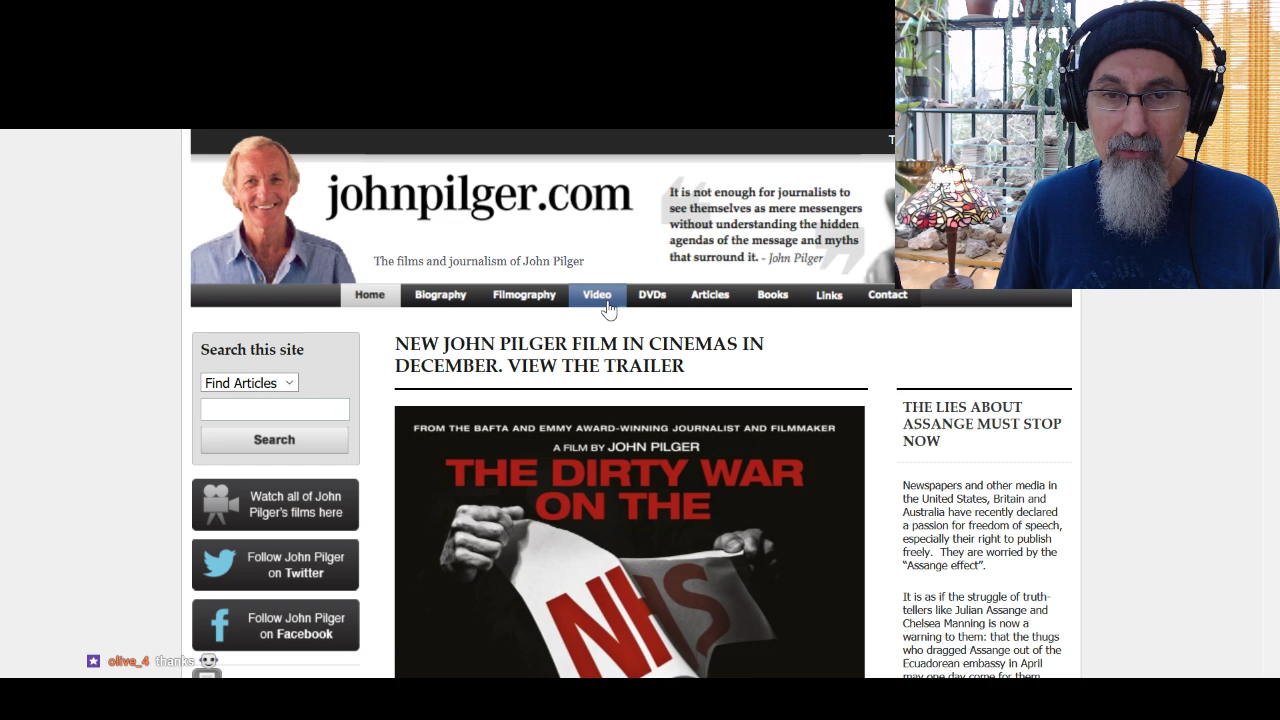 T
johnpilger.com
It is not enough for journalists to
see themselves as mere messengers
without understanding the hidden
agendas of the message and myths
that surround it. - John Pilger
The films and journalism of John Pilger
Home Biography Filmography Video DVDs Articles Books Links Contact
Search this site
Find Articles
Search
Watch all of John
Pilger's films here
Follow John Pilger
on Twitter
Follow John Pilger
on Facebook
NEW JOHN PILGER FILM IN CINEMAS IN
DECEMBER. VIEW THE TRAILER
FROM THE BAFTA AND EMMY AWARD-WINNING JOURNALIST AND FILMMAKER
A FILM BY JOHN PILGER
THE DIRTY WAR
ON THE
NHS
THE LIES ABOUT
ASSANGE MUST STOP
NOW
Newspapers and other media in
the United States, Britain and
Australia have recently declared
a passion for freedom of speech,
especially their right to publish
freely. They are worried by the
“Assange effect”.
It is as if the struggle of truth-
tellers like Julian Assange and
Chelsea Manning is now a
warning to them: that the thugs
who dragged Assange out of the
Ecuadorean embassy in April
may one day come for them
olive_4 thanks